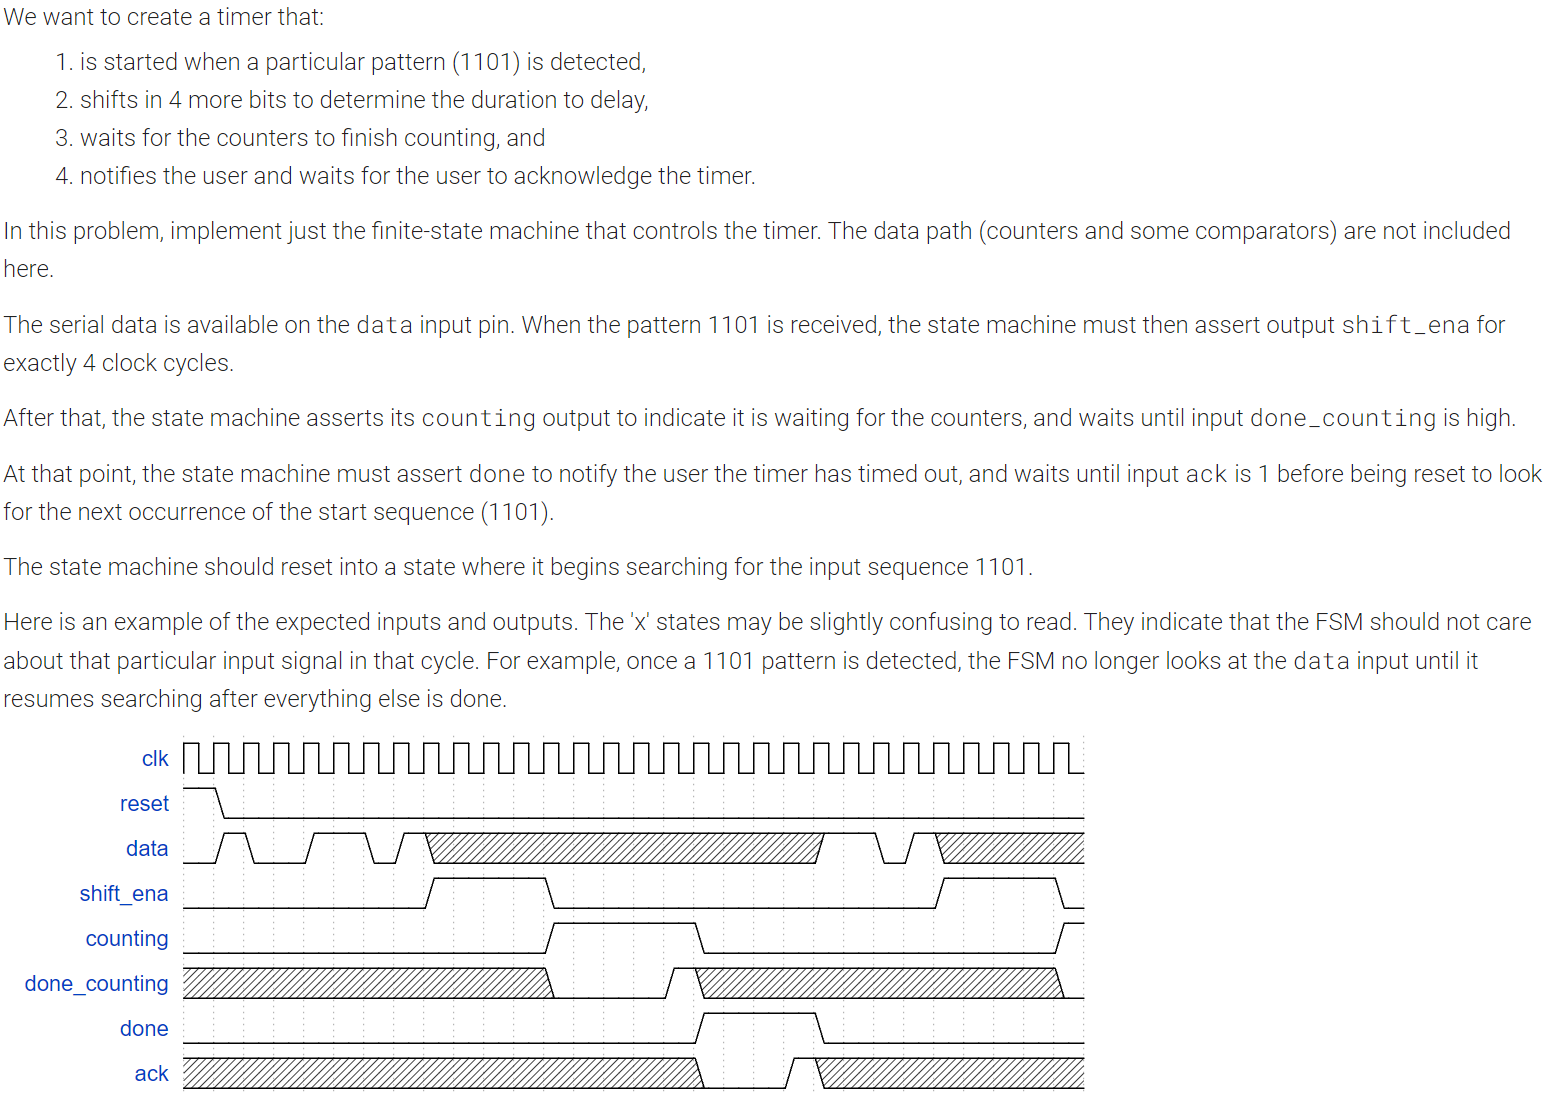 We want to create a timer that:
1. is started when a particular pattern (1101) is detected,
2. shifts in 4 more bits to determine the duration to delay,
3. waits for the counters to finish counting, and
4. notifies the user and waits for the user to acknowledge the timer.
In this problem, implement just the finite-state machine that controls the timer. The data path (counters and some comparators) are not included
here.
The serial data is available on the data input pin. When the pattern 1101 is received, the state machine must then assert output shift_ena for
exactly 4 clock cycles.
After that, the state machine asserts its counting output to indicate it is waiting for the counters, and waits until input done_counting is high.
At that point, the state machine must assert done to notify the user the timer has timed out, and waits until input ack is 1 before being reset to look
for the next occurrence of the start sequence (1101).
The state machine should reset into a state where it begins searching for the input sequence 1101.
Here is an example of the expected inputs and outputs. The 'x' states may be slightly confusing to read. They indicate that the FSM should not care
about that particular input signal in that cycle. For example, once a 1101 pattern is detected, the FSM no longer looks at the data input until it
resumes searching after everything else is done.
clk
reset
data
shift_ena
counting
done_counting
done
ack